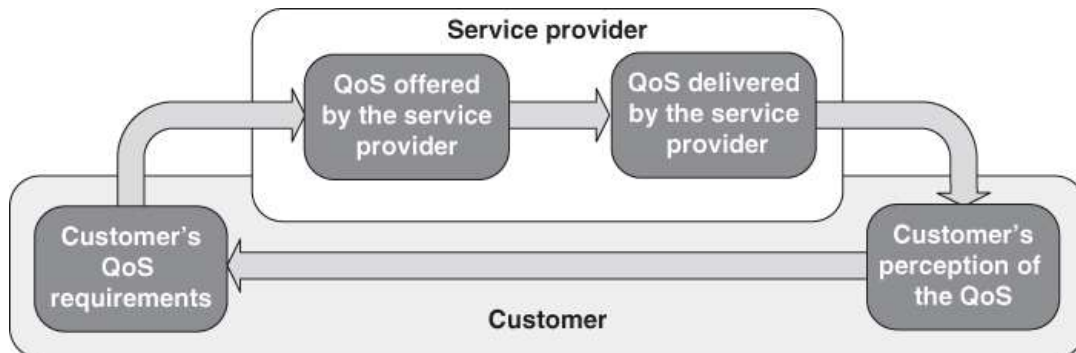 Service provider
QoS offered
by the service
provider
QoS delivered
by the service
provider
Customer's
QoS
requirements
Customer's
perception of
the QoS
Customer